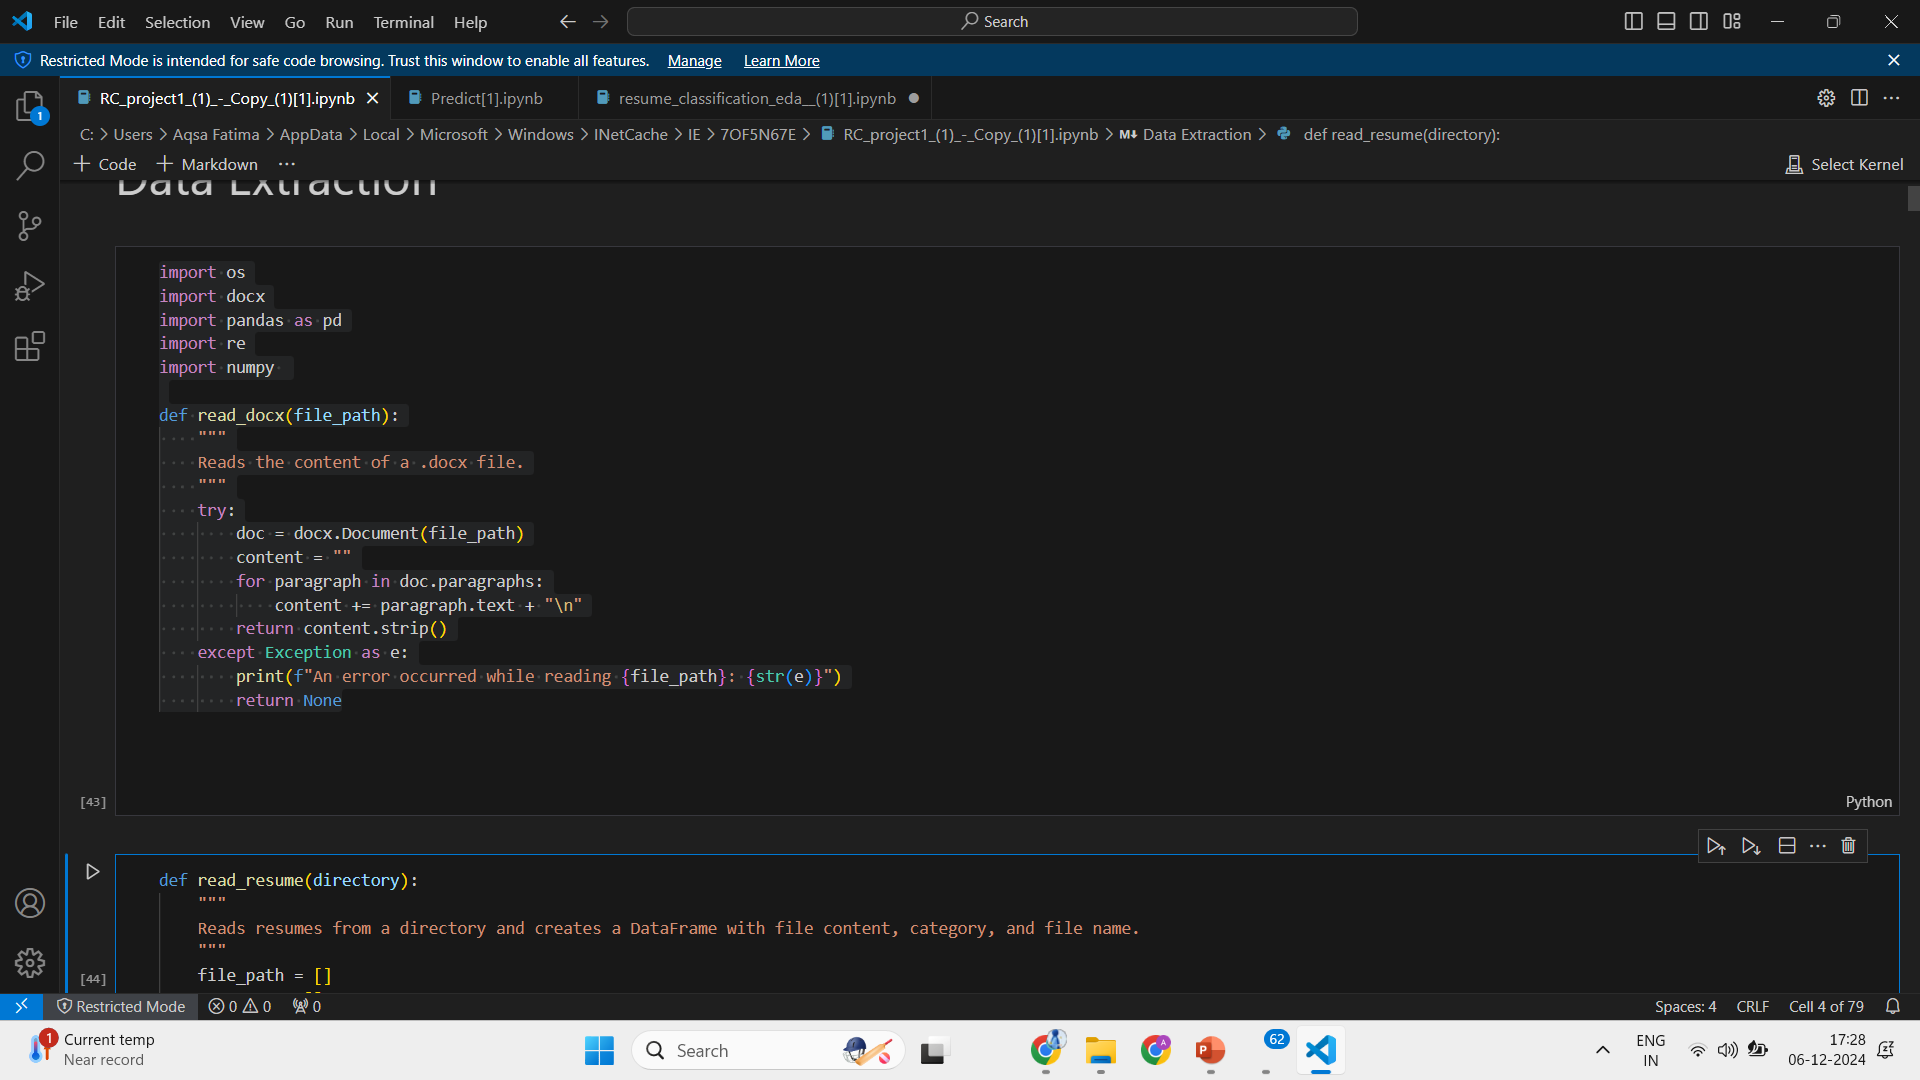 File Edit Selection View Go Run Terminal Help Search
Restricted Mode is intended for safe code browsing. Trust this window to enable all features. Manage Learn More
RC_project1_(1)_-_Copy_(1)[1].ipynb Predict[1].ipynb resume_classification_eda__(1)[1].ipynb
1
C: > Users > Aqsa Fatima > AppData > Local > Microsoft > Windows > INetCache > IE > 7OF5N67E > RC_project1_(1)_-_Copy_(1)[1].ipynb > M↓ Data Extraction > def read_resume(directory):
+ Code + Markdown ... Select Kernel
Data Extraction
import os
import docx
import pandas as pd
import re
import numpy
def read_docx(file_path):
"""
Reads the content of a .docx file.
"""
try:
doc = docx.Document(file_path)
content = ""
for paragraph in doc.paragraphs:
content += paragraph.text + "\n"
return content.strip()
except Exception as e:
print(f"An error occurred while reading {file_path}: {str(e)}")
return None
[43] Python
def read_resume(directory):
"""
Reads resumes from a directory and creates a DataFrame with file content, category, and file name.
"""
file_path = []
[44]
Restricted Mode 0 0 0 Spaces: 4 CRLF Cell 4 of 79
1 Current temp
Near record
Search
A
62
ENG
IN
17:28
06-12-2024